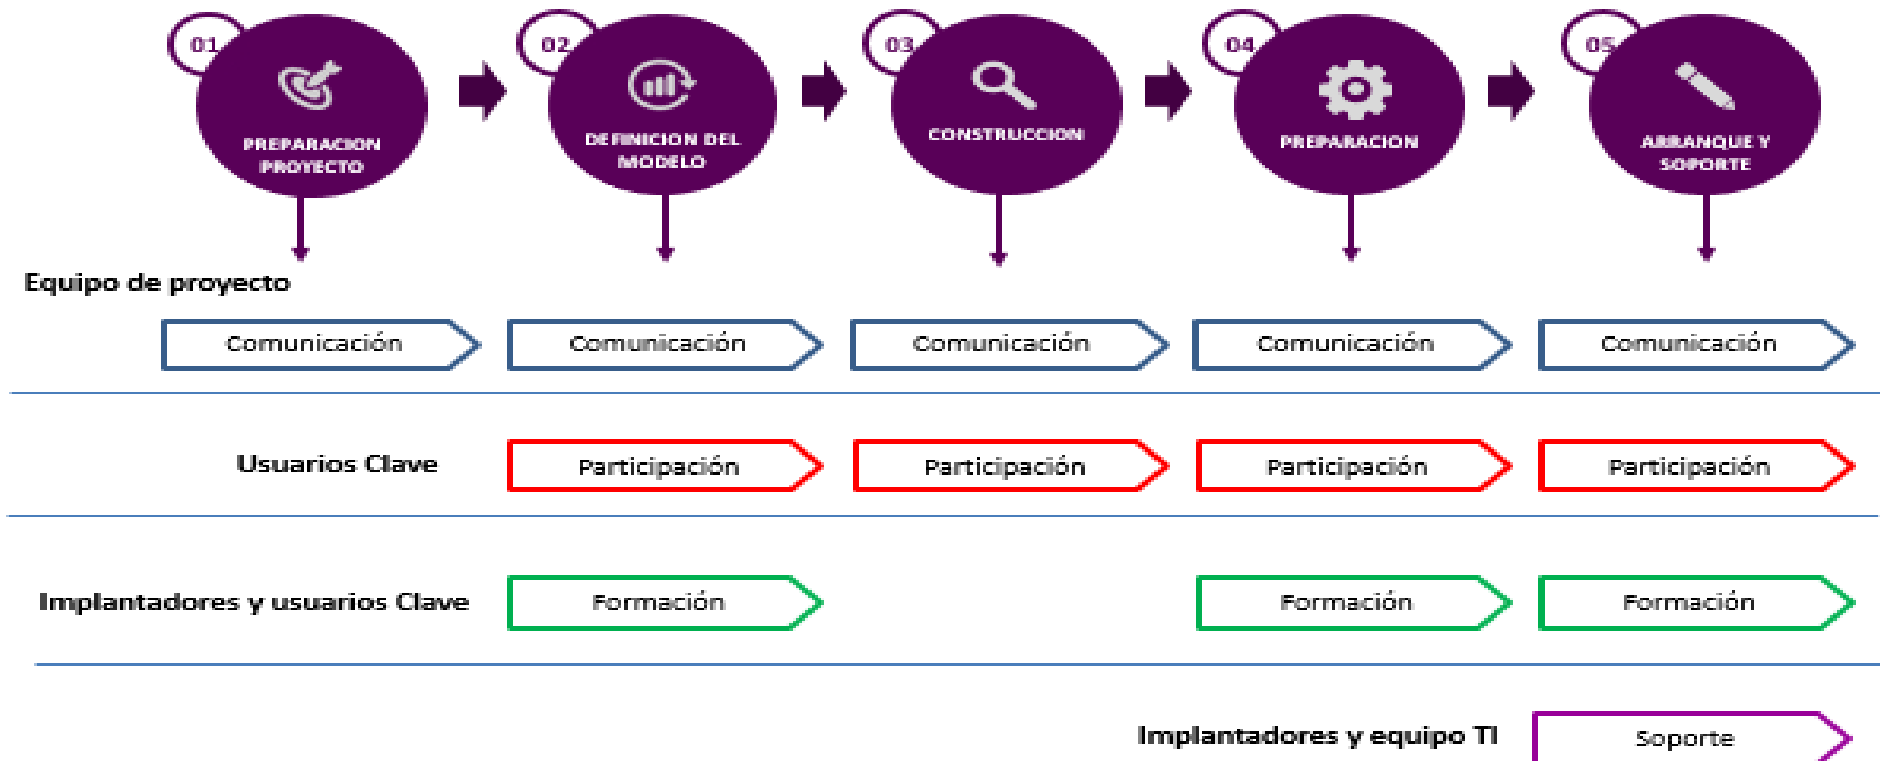 01
02
03
04
05
PREPARACION
PROYECTO
DEFINICION DEL
MODELO
CONSTRUCCION
PREPARACION
ARRANQUE Y
SOPORTE
Equipo de proyecto
Comunicación
Comunicación
Comunicación
Comunicación
Comunicación
Usuarios Clave
Participación
Participación
Participación
Participación
Implantadores y usuarios Clave
Formación
Formación
Formación
Implantadores y equipo TI
Soporte